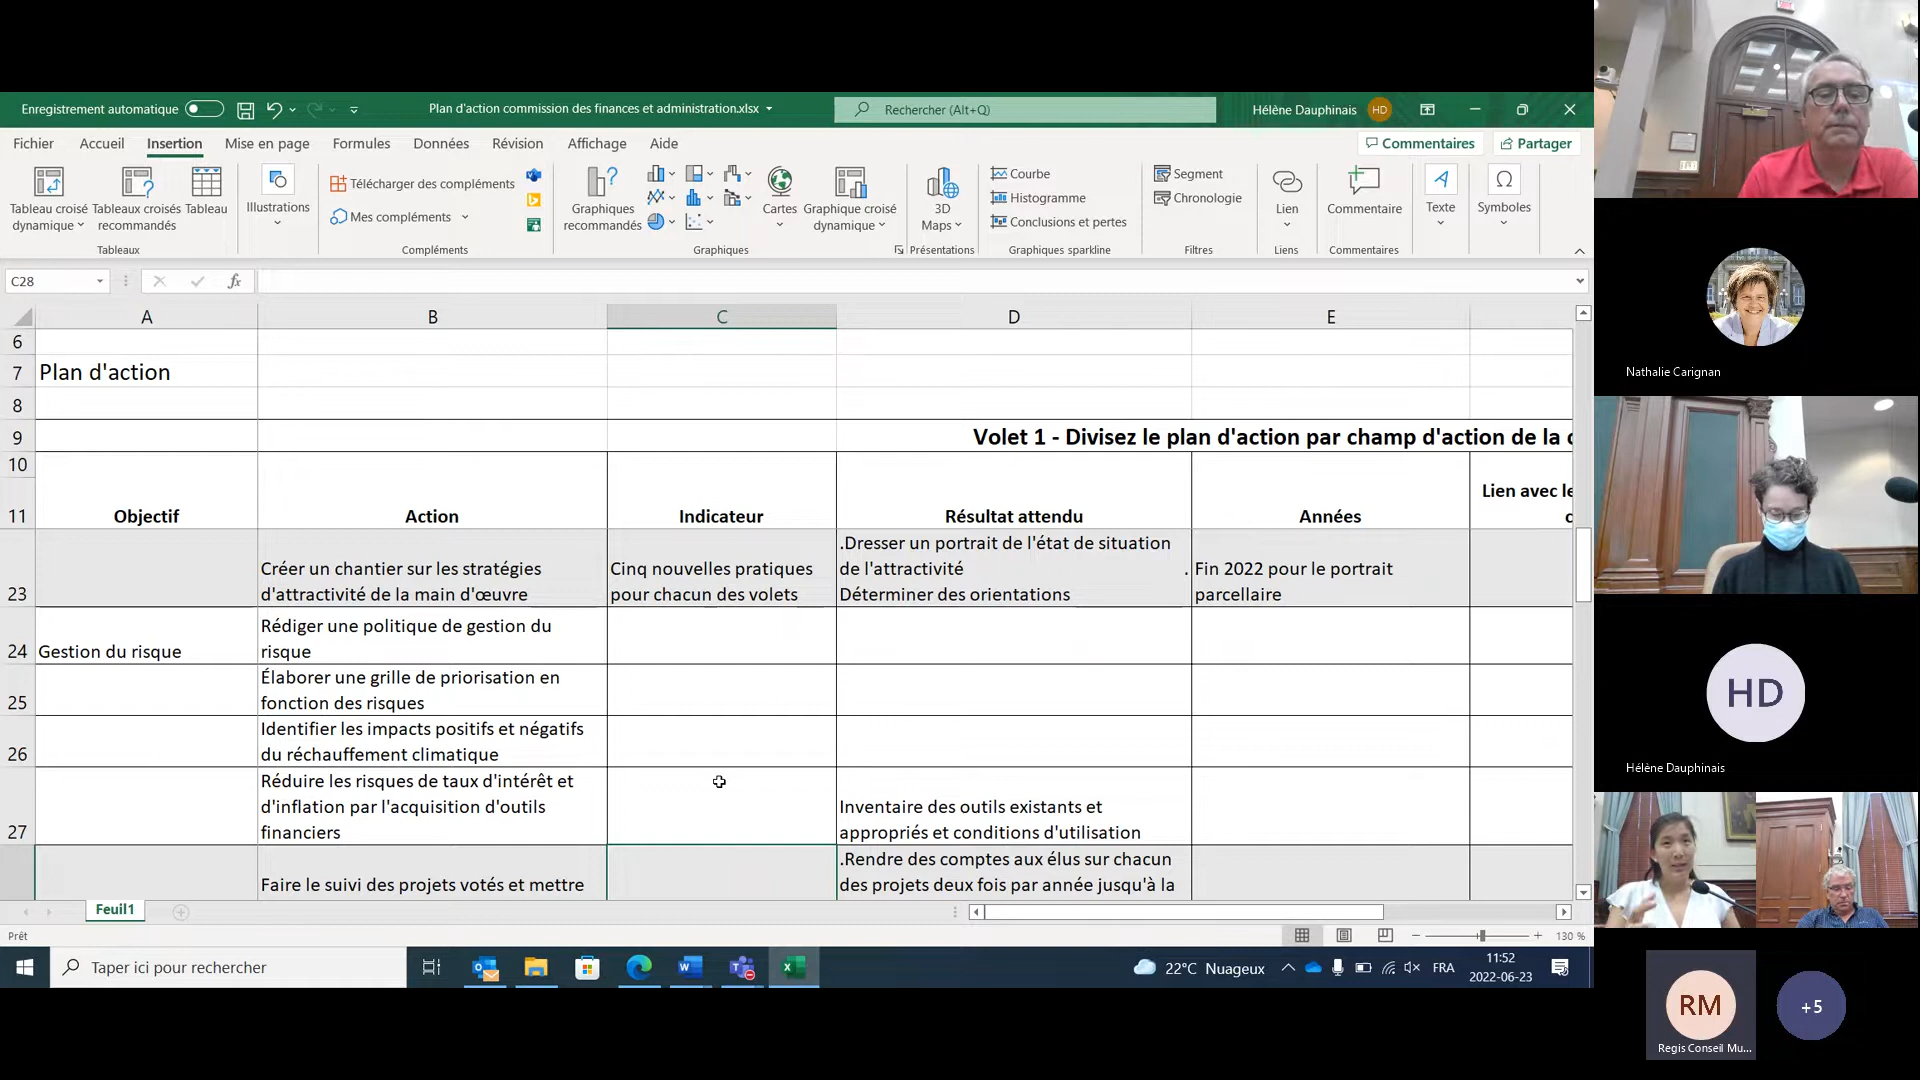 Enregistrement automatique
Plan d'action commission des finances et administration.xlsx
Rechercher (Alt+Q)
Hélène Dauphinais
HD
Fichier
Accueil
Insertion
Mise en page
Formules
Données
Révision
Affichage
Aide
Commentaires
Partager
Tableau croisé
dynamique
Tableaux croisés
recommandés
Tableau
Tableaux
Illustrations
Télécharger des compléments
Mes compléments
Compléments
Graphiques
recommandés
Cartes
Graphique croisé
dynamique
Graphiques
3D
Maps
Présentations
Courbe
Histogramme
Conclusions et pertes
Graphiques sparkline
Segment
Chronologie
Filtres
Lien
Liens
Commentaire
Commentaires
Texte
Symboles
C28
fx
A
B
C
D
E
6
7
Plan d'action
8
9
Volet 1 - Divisez le plan d'action par champ d'action de la
10
11
Objectif
Action
Indicateur
Résultat attendu
Années
Lien avec le
23
Créer un chantier sur les stratégies
d'attractivité de la main d'œuvre
Cinq nouvelles pratiques
pour chacun des volets
.Dresser un portrait de l'état de situation
de l'attractivité .
Déterminer des orientations
Fin 2022 pour le portrait
parcellaire
24
Gestion du risque
Rédiger une politique de gestion du
risque
25
Élaborer une grille de priorisation en
fonction des risques
26
Identifier les impacts positifs et négatifs
du réchauffement climatique
27
Réduire les risques de taux d'intérêt et
d'inflation par l'acquisition d'outils
financiers
Inventaire des outils existants et
appropriés et conditions d'utilisation
Faire le suivi des projets votés et mettre
.Rendre des comptes aux élus sur chacun
des projets deux fois par année jusqu'à la
Feuil1
Prêt
130 %
Taper ici pour rechercher
22°C Nuageux
FRA
11:52
2022-06-23
Nathalie Carignan
HD
Hélène Dauphinais
RM
Regis Conseil Mu...
+5